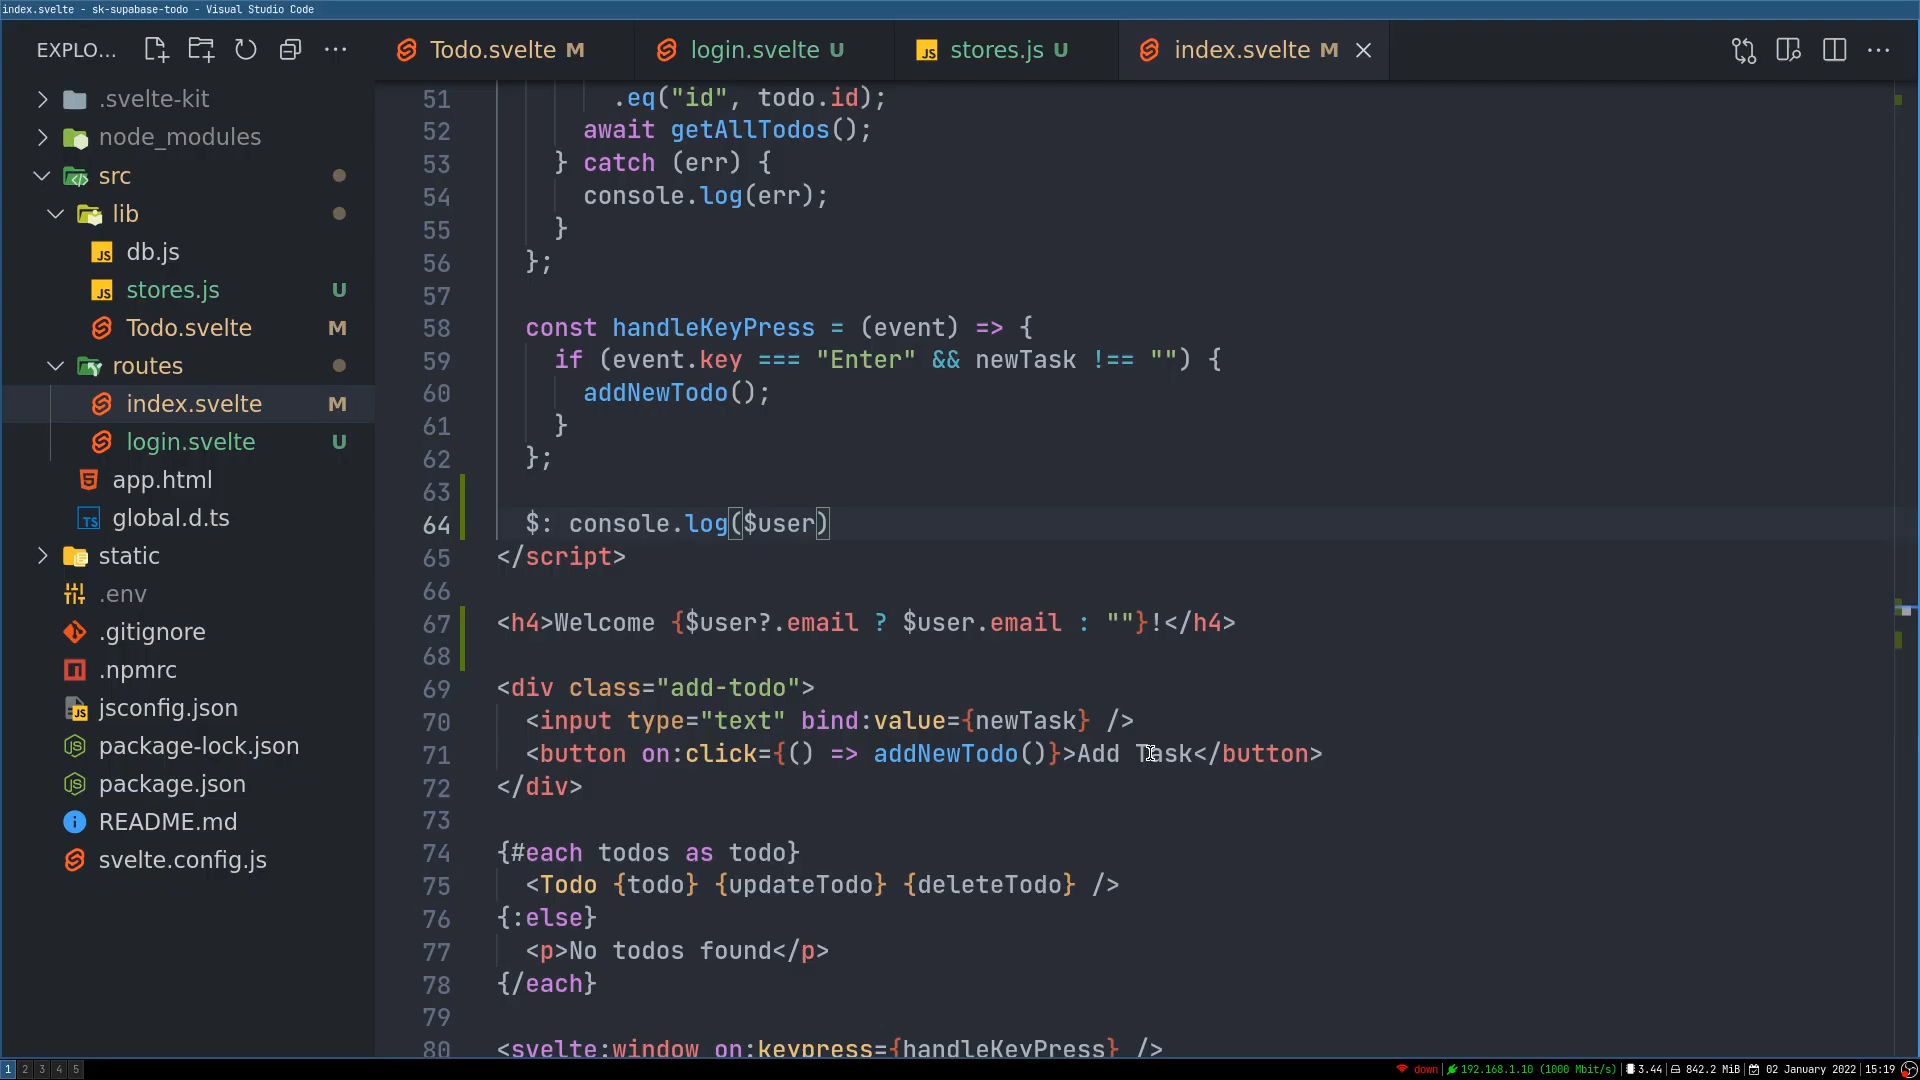 index.svelte - sk-supabase-todo - Visual Studio Code
EXPLO...
Todo.svelte M
login.svelte U
JS stores.js U
index.svelte M
.svelte-kit
node_modules
src
lib
JS db.js
JS stores.js U
Todo.svelte M
routes
index.svelte M
login.svelte U
app.html
TS global.d.ts
static
.env
.gitignore
.npmrc
JS jsconfig.json
package-lock.json
package.json
README.md
svelte.config.js
51 .eq("id", todo.id);
52 await getAllTodos();
53 } catch (err) {
54 console.log(err);
55 }
56 };
57
58 const handleKeyPress = (event) => {
59 if (event.key === "Enter" && newTask !== "") {
60 addNewTodo();
61 }
62 };
63
64 $: console.log($user)
65 </script>
66
67 <h4>Welcome {$user?.email ? $user.email : ""}!</h4>
68
69 <div class="add-todo">
70 <input type="text" bind:value={newTask} />
71 <button on:click={() => addNewTodo()}>Add Task</button>
72 </div>
73
74 {#each todos as todo}
75 <Todo {todo} {updateTodo} {deleteTodo} />
76 {:else}
77 <p>No todos found</p>
78 {/each}
79
80 <svelte:window on:keypress={handleKeyPress} />
1 2 3 4 5
down | 192.168.1.10 (1000 Mbit/s) | 3.44 | 842.2 MiB | 02 January 2022 | 15:19